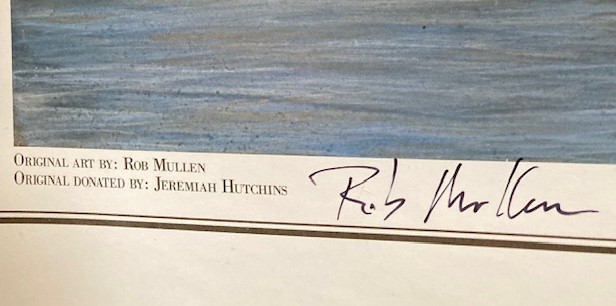 Original art by: Rob Mullen
Original donated by: Jeremiah Hutchins
Rob Mullen